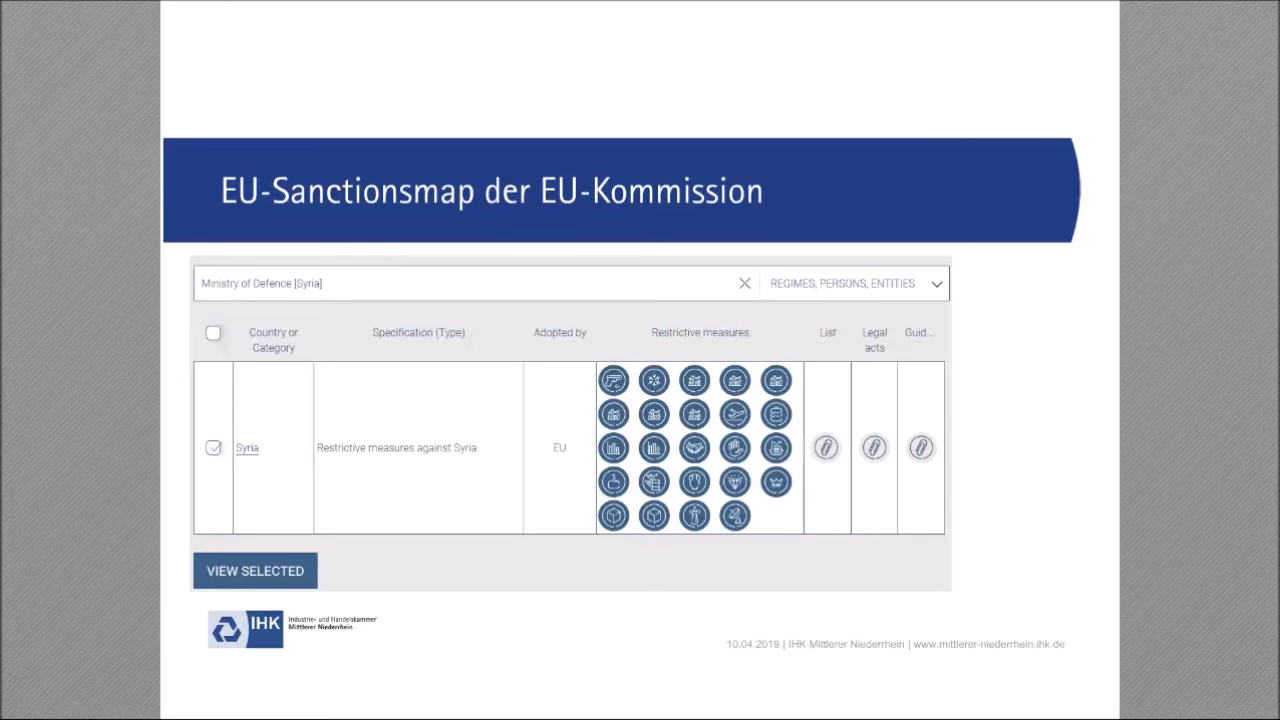 EU-Sanctionsmap der EU-Kommission
Ministry of Defence [Syria]
REGIMES, PERSONS, ENTITIES
Country or
Category
Specification (Type)
Adopted by
Restrictive measures
List
Legal
acts
Guid...
Syria
Restrictive measures against Syria
EU
VIEW SELECTED
IHK
Industrie- und Handelskammer
Mittlerer Niederrhein
10.04.2019 | IHK Mittlerer Niederrhein | www.mittlerer-niederrhein.ihk.de